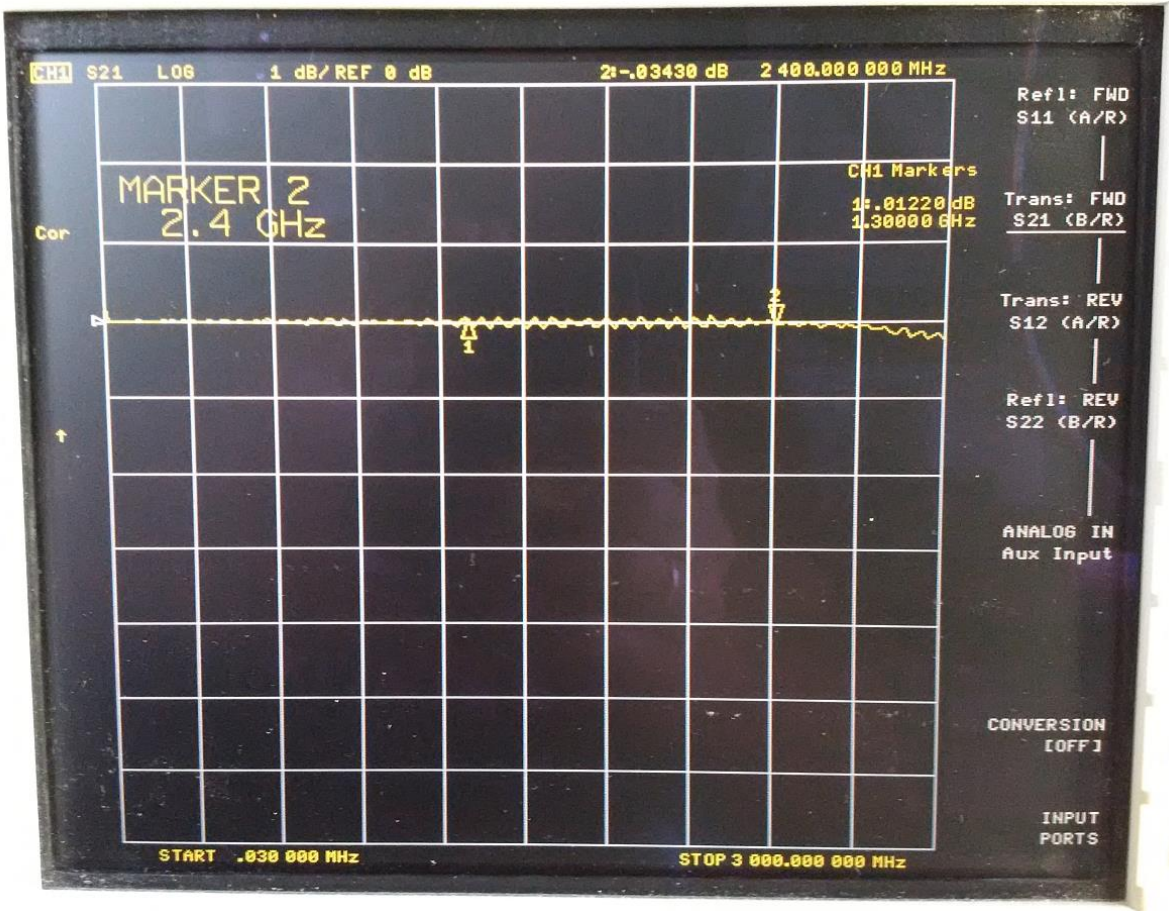 CH1 S21 LOG 1 dB/ REF 0 dB 2:-.03430 dB 2 400.000 000 MHz
Refl: FWD
S11 (A/R)
CH1 Markers
MARKER 2
2.4 GHz
1:.01220 dB
1.30000 GHz
Trans: FWD
S21 (B/R)
Cor
2
1
Trans: REV
S12 (A/R)
Refl: REV
S22 (B/R)
↑
ANALOG IN
Aux Input
CONVERSION
[OFF]
INPUT
PORTS
START .030 000 MHz STOP 3 000.000 000 MHz